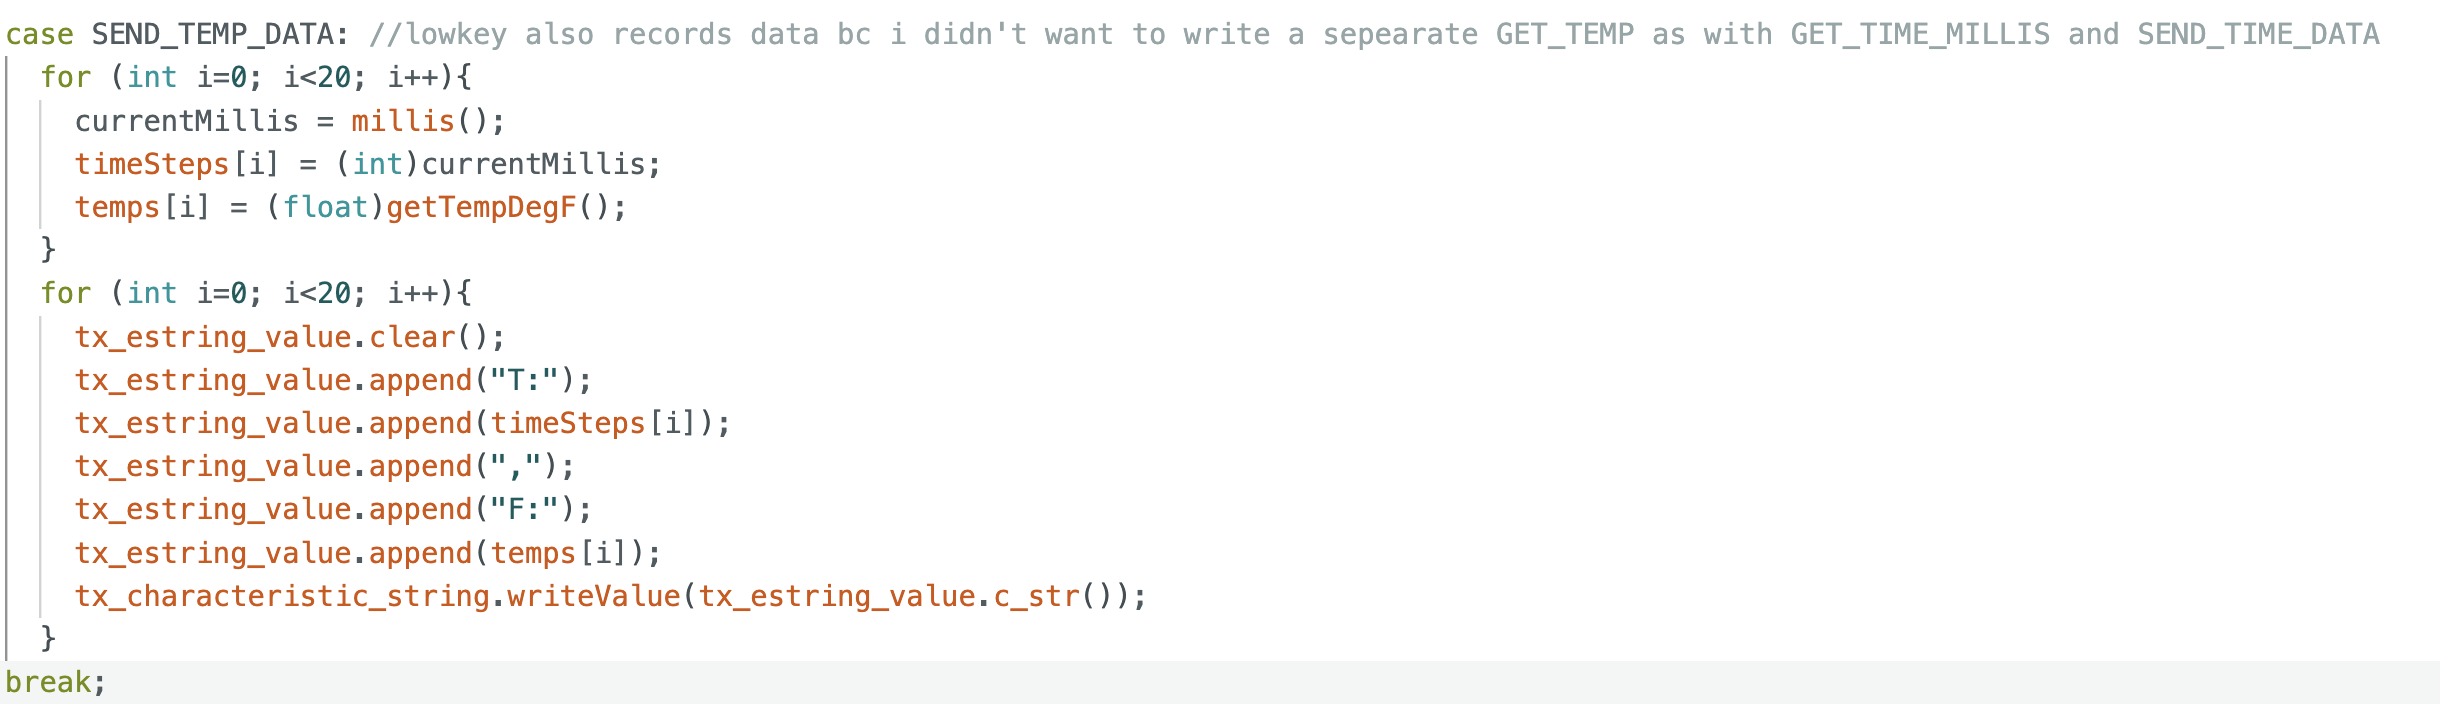 case SEND_TEMP_DATA: //lowkey also records data bc i didn't want to write a sepearate GET_TEMP as with GET_TIME_MILLIS and SEND_TIME_DATA
for (int i=0; i<20; i++){
currentMillis = millis();
timeSteps[i] = (int)currentMillis;
temps[i] = (float)getTempDegF();
}
for (int i=0; i<20; i++){
tx_estring_value.clear();
tx_estring_value.append("T:");
tx_estring_value.append(timeSteps[i]);
tx_estring_value.append(",");
tx_estring_value.append("F:");
tx_estring_value.append(temps[i]);
tx_characteristic_string.writeValue(tx_estring_value.c_str());
}
break;